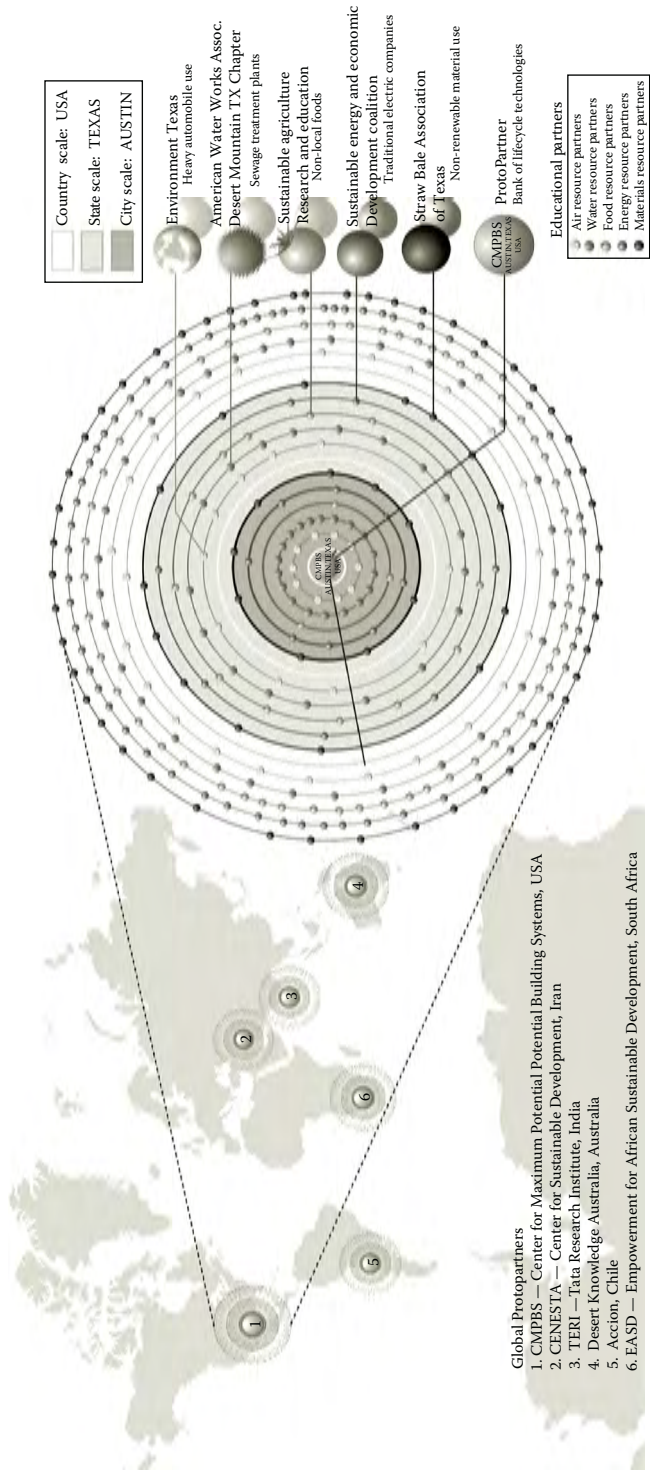 Country scale: USA
State scale: TEXAS
City scale: AUSTIN
Environment Texas
Heavy automobile use
American Water Works Assoc.
Desert Mountain TX Chapter
Sewage treatment plants
Sustainable agriculture
Research and education
Non-local foods
Sustainable energy and economic
Development coalition
Traditional electric companies
Straw Bale Association
of Texas
Non-renewable material use
ProtoPartner
Bank of lifecycle technologies
CMPBS
AUSTIN,TEXAS
USA
Educational partners
Air resource partners
Water resource partners
Food resource partners
Energy resource partners
Materials resource partners
CMPBS
AUSTIN,TEXAS
USA
1
2
3
4
5
6
Global Protopartners
1. CMPBS — Center for Maximum Potential Potential Building Systems, USA
2. CENESTA — Center for Sustainable Development, Iran
3. TERI —Tata Research Institute, India
4. Desert Knowledge Australia, Australia
5. Accion, Chile
6. EASD — Empowerment for African Sustainable Development, South Africa